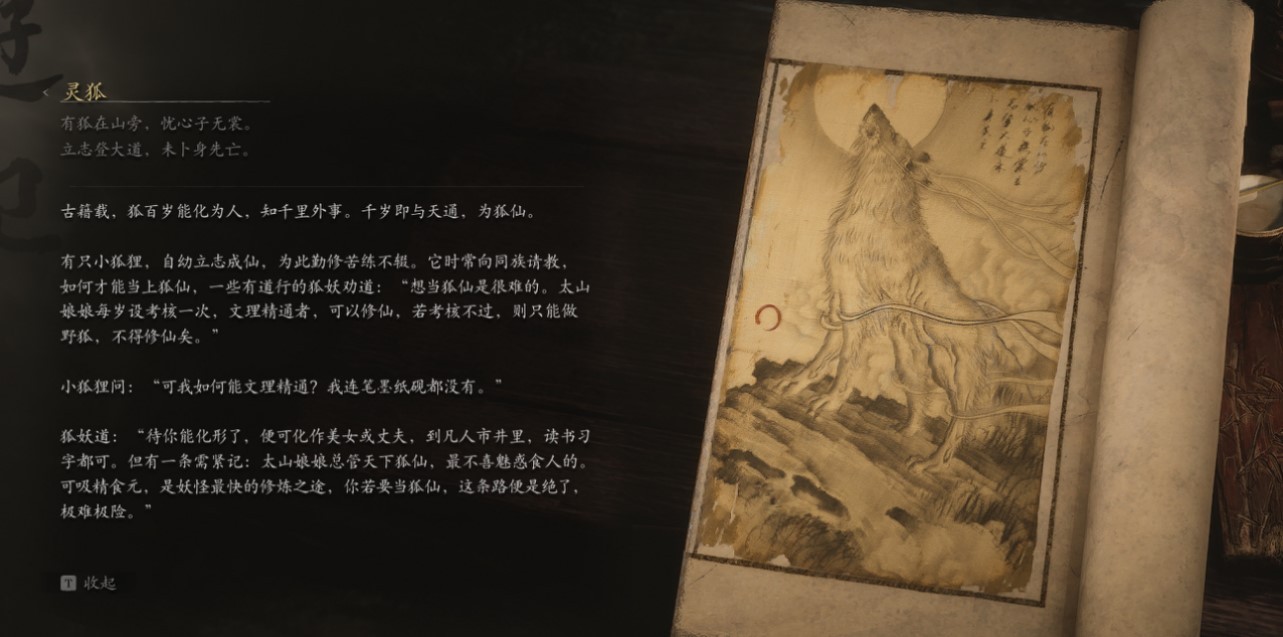 灵狐
有狐在山旁，忧心子无裳。
立志登大道，未卜身先亡。
古籍载，狐百岁能化为人，知千里外事。千岁即与天通，为狐仙。
有只小狐狸，自幼立志成仙，为此勤修苦练不辍。它时常向同族请教，
如何才能当上狐仙，一些有道行的狐妖劝道：“想当狐仙是很难的。太山
娘娘每岁设考核一次，文理精通者，可以修仙，若考核不过，则只能做
野狐，不得修仙矣。”
小狐狸问：“可我如何能文理精通？我连笔墨纸砚都没有。”
狐妖道：“待你能化形了，便可化作美女或丈夫，到凡人市井里，读书习
字都可。但有一条需紧记：太山娘娘总管天下狐仙，最不喜魅惑食人的。
可吸精食元，是妖怪最快的修炼之途，你若要当狐仙，这条路便是绝了，
极难极险。”
T 收起